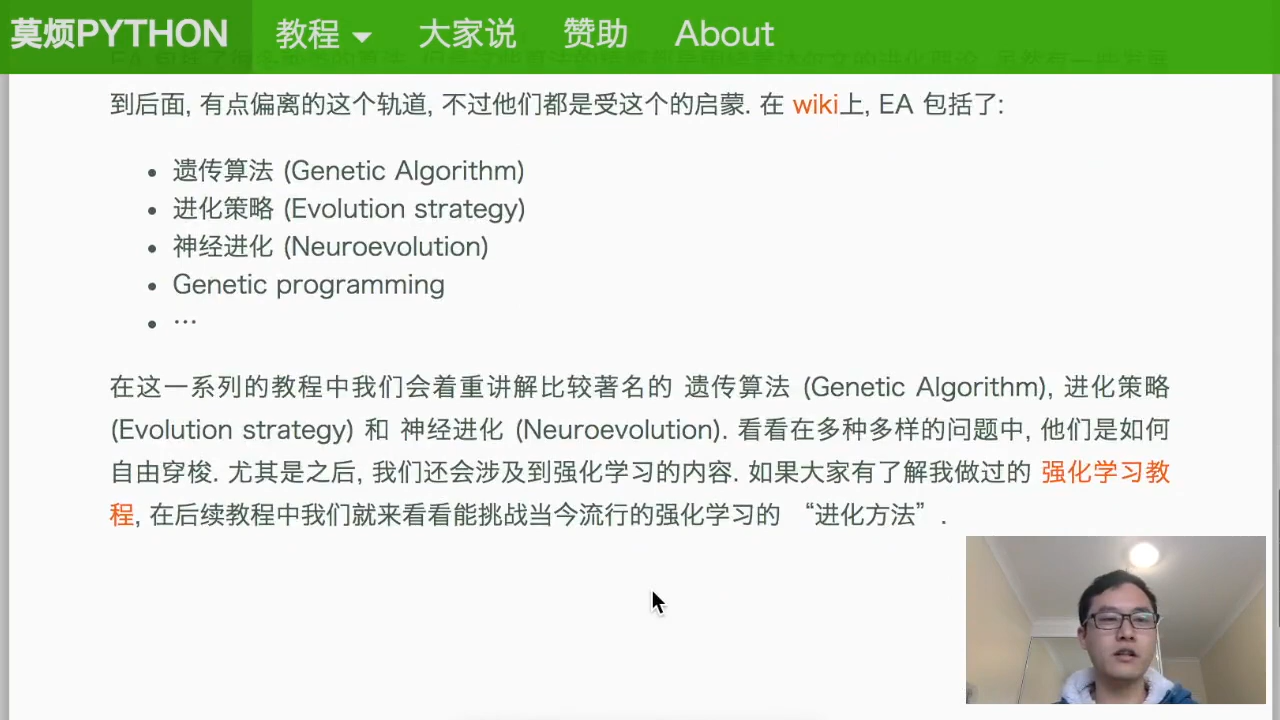 莫烦PYTHON 教程 大家说 赞助 About
到后面, 有点偏离的这个轨道, 不过他们都是受这个的启蒙. 在 wiki上, EA 包括了:
遗传算法 (Genetic Algorithm)
进化策略 (Evolution strategy)
神经进化 (Neuroevolution)
Genetic programming
…
在这一系列的教程中我们会着重讲解比较著名的 遗传算法 (Genetic Algorithm), 进化策略
(Evolution strategy) 和 神经进化 (Neuroevolution). 看看在多种多样的问题中, 他们是如何
自由穿梭. 尤其是之后, 我们还会涉及到强化学习的内容. 如果大家有了解我做过的 强化学习教
程, 在后续教程中我们就来看看能挑战当今流行的强化学习的 “进化方法” .